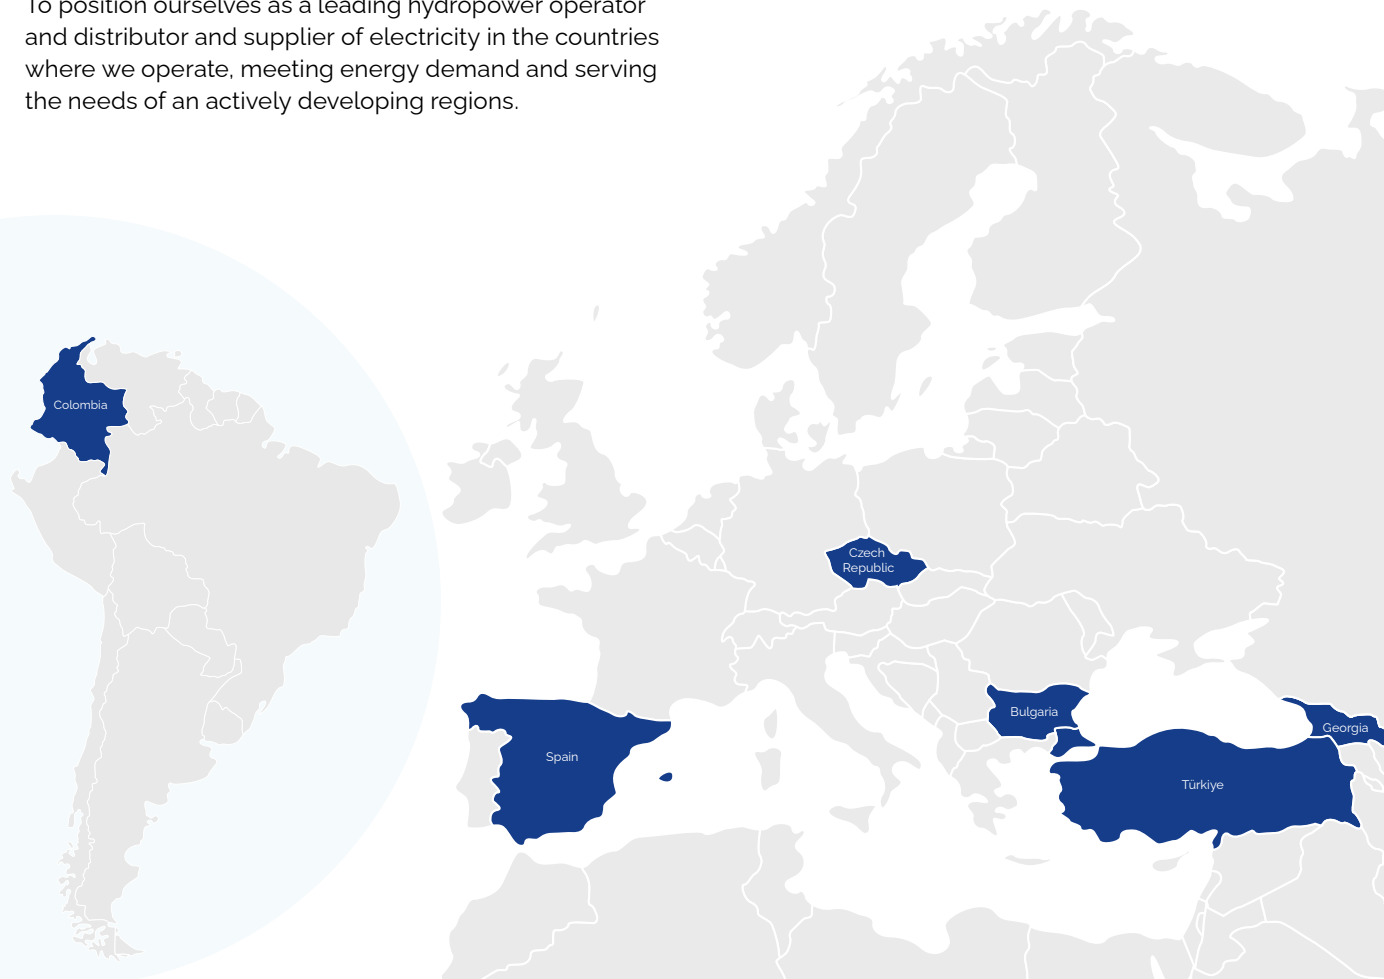 To position ourselves as a leading hydropower operator
and distributor and supplier of electricity in the countries
where we operate, meeting energy demand and serving
the needs of an actively developing regions.
Colombia
Czech
Republic
Spain
Bulgaria
Georgia
Türkiye